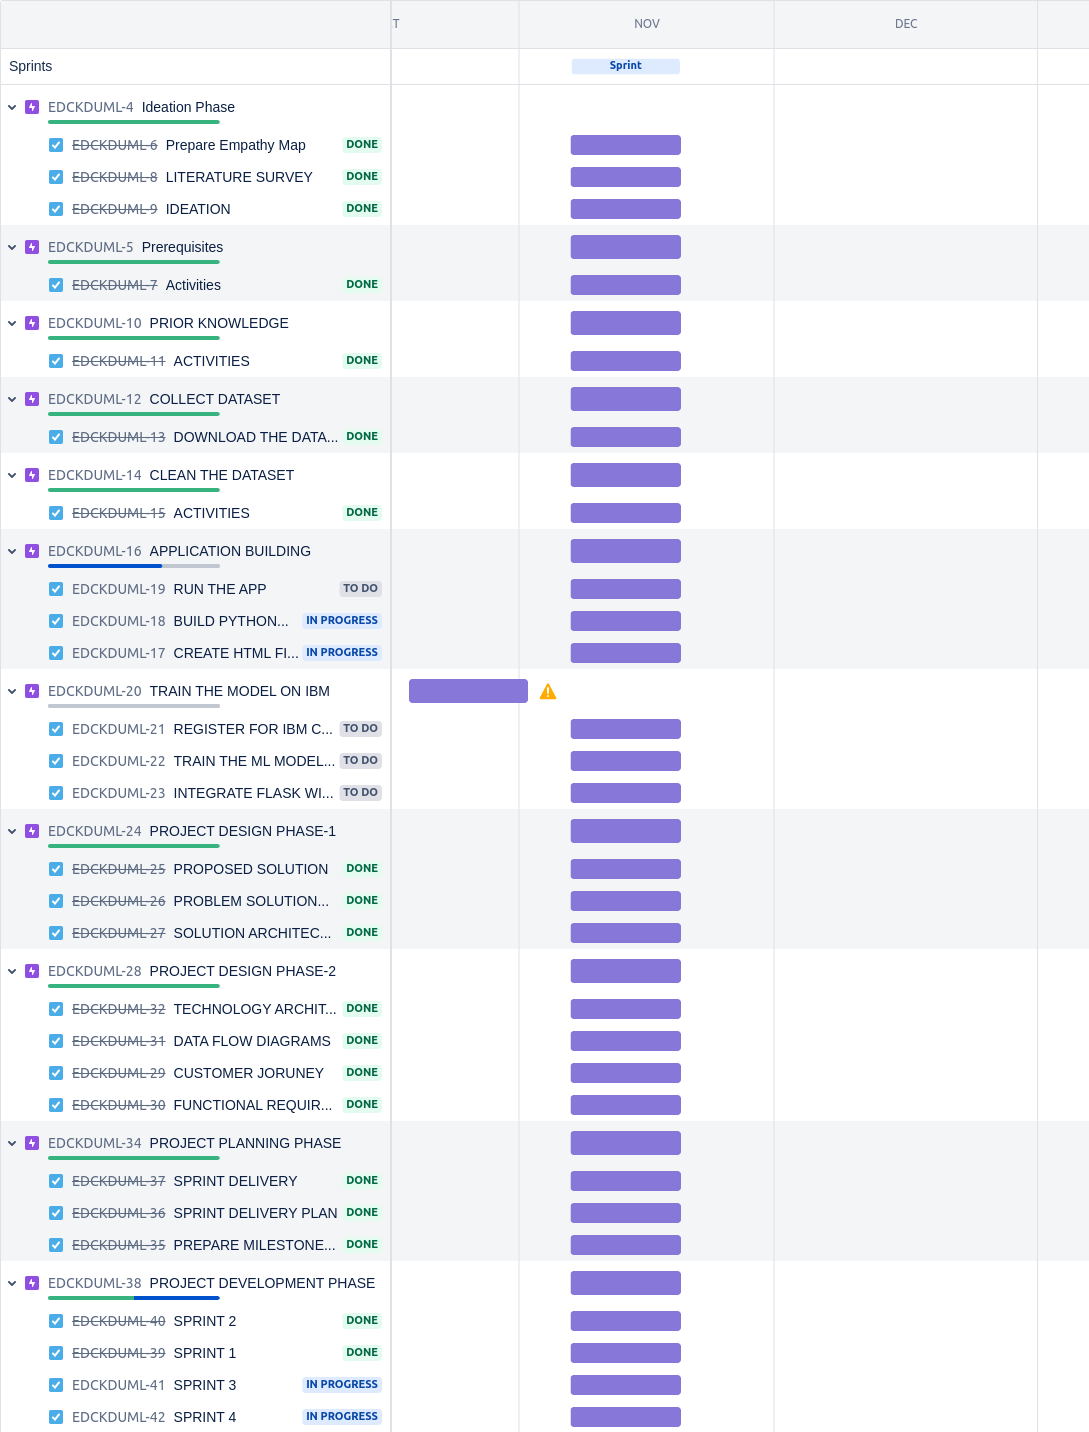 T NOV DEC
Sprints Sprint
EDCKDUML-4 Ideation Phase
EDCKDUML-6 Prepare Empathy Map DONE
EDCKDUML-8 LITERATURE SURVEY DONE
EDCKDUML-9 IDEATION DONE
EDCKDUML-5 Prerequisites
EDCKDUML-7 Activities DONE
EDCKDUML-10 PRIOR KNOWLEDGE
EDCKDUML-11 ACTIVITIES DONE
EDCKDUML-12 COLLECT DATASET
EDCKDUML-13 DOWNLOAD THE DATA... DONE
EDCKDUML-14 CLEAN THE DATASET
EDCKDUML-15 ACTIVITIES DONE
EDCKDUML-16 APPLICATION BUILDING
EDCKDUML-19 RUN THE APP TO DO
EDCKDUML-18 BUILD PYTHON... IN PROGRESS
EDCKDUML-17 CREATE HTML FI... IN PROGRESS
EDCKDUML-20 TRAIN THE MODEL ON IBM
EDCKDUML-21 REGISTER FOR IBM C... TO DO
EDCKDUML-22 TRAIN THE ML MODEL... TO DO
EDCKDUML-23 INTEGRATE FLASK WI... TO DO
EDCKDUML-24 PROJECT DESIGN PHASE-1
EDCKDUML-25 PROPOSED SOLUTION DONE
EDCKDUML-26 PROBLEM SOLUTION... DONE
EDCKDUML-27 SOLUTION ARCHITEC... DONE
EDCKDUML-28 PROJECT DESIGN PHASE-2
EDCKDUML-32 TECHNOLOGY ARCHIT... DONE
EDCKDUML-31 DATA FLOW DIAGRAMS DONE
EDCKDUML-29 CUSTOMER JORUNEY DONE
EDCKDUML-30 FUNCTIONAL REQUIR... DONE
EDCKDUML-34 PROJECT PLANNING PHASE
EDCKDUML-37 SPRINT DELIVERY DONE
EDCKDUML-36 SPRINT DELIVERY PLAN DONE
EDCKDUML-35 PREPARE MILESTONE... DONE
EDCKDUML-38 PROJECT DEVELOPMENT PHASE
EDCKDUML-40 SPRINT 2 DONE
EDCKDUML-39 SPRINT 1 DONE
EDCKDUML-41 SPRINT 3 IN PROGRESS
EDCKDUML-42 SPRINT 4 IN PROGRESS